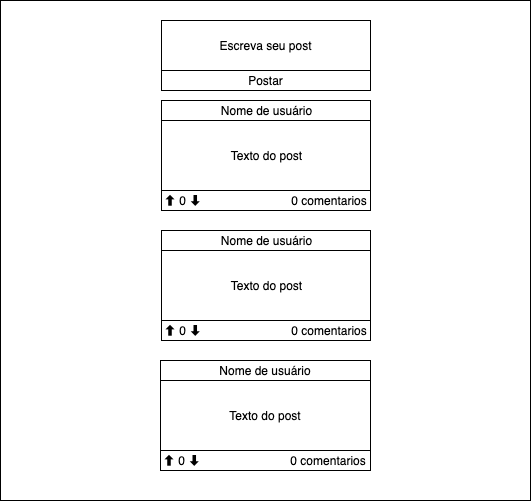 Escreva seu post
Postar
Nome de usuário
Texto do post
0 0 comentarios
Nome de usuário
Texto do post
0 0 comentarios
Nome de usuário
Texto do post
0 0 comentarios